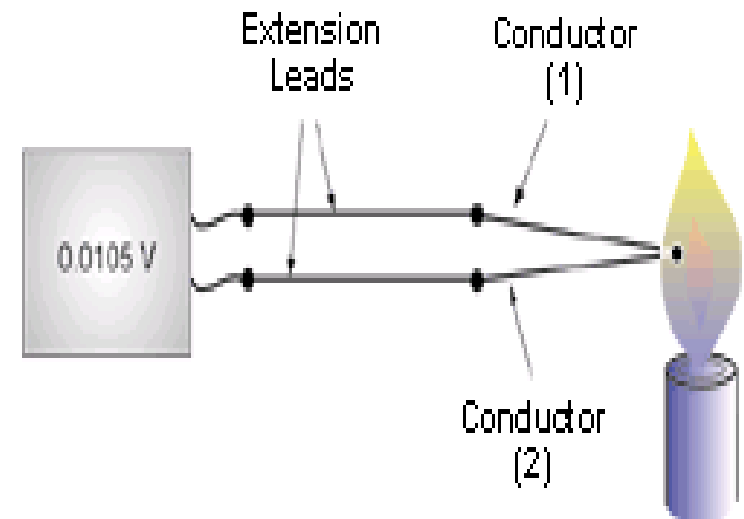 Extension
Leads
Conductor
(1)
0.0105 V
Conductor
(2)